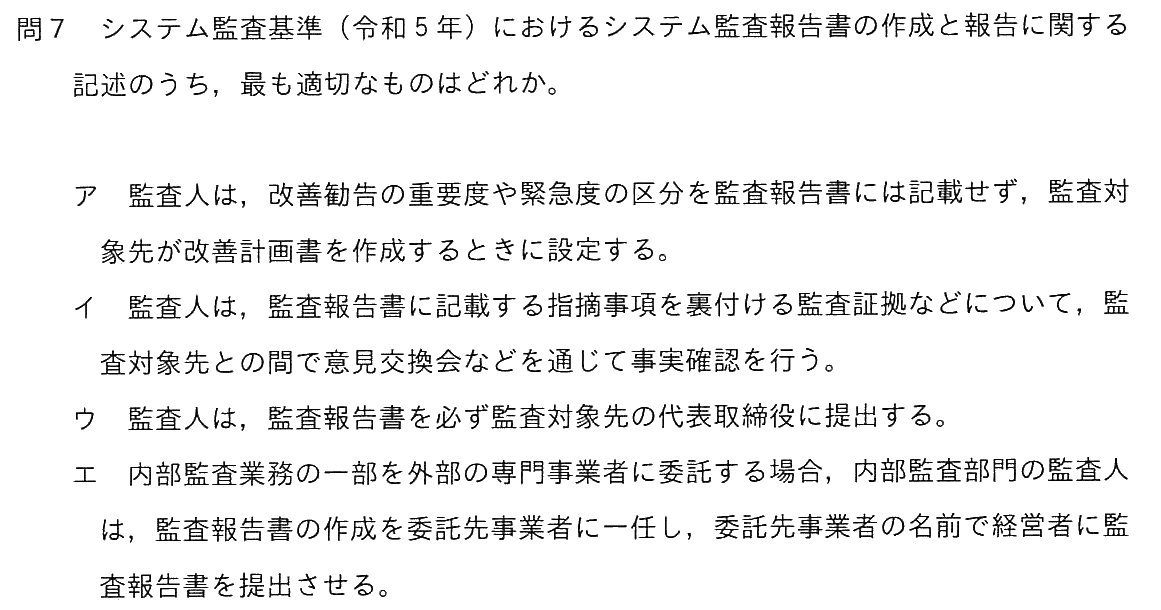 問7 システム監査基準（令和5年）におけるシステム監査報告書の作成と報告に関する
記述のうち，最も適切なものはどれか。
ア 監査人は，改善勧告の重要度や緊急度の区分を監査報告書には記載せず，監査対
象先が改善計画書を作成するときに設定する。
イ 監査人は，監査報告書に記載する指摘事項を裏付ける監査証拠などについて，監
査対象先との間で意見交換会などを通じて事実確認を行う。
ウ 監査人は，監査報告書を必ず監査対象先の代表取締役に提出する。
エ 内部監査業務の一部を外部の専門事業者に委託する場合，内部監査部門の監査人
は，監査報告書の作成を委託先事業者に一任し，委託先事業者の名前で経営者に監
査報告書を提出させる。